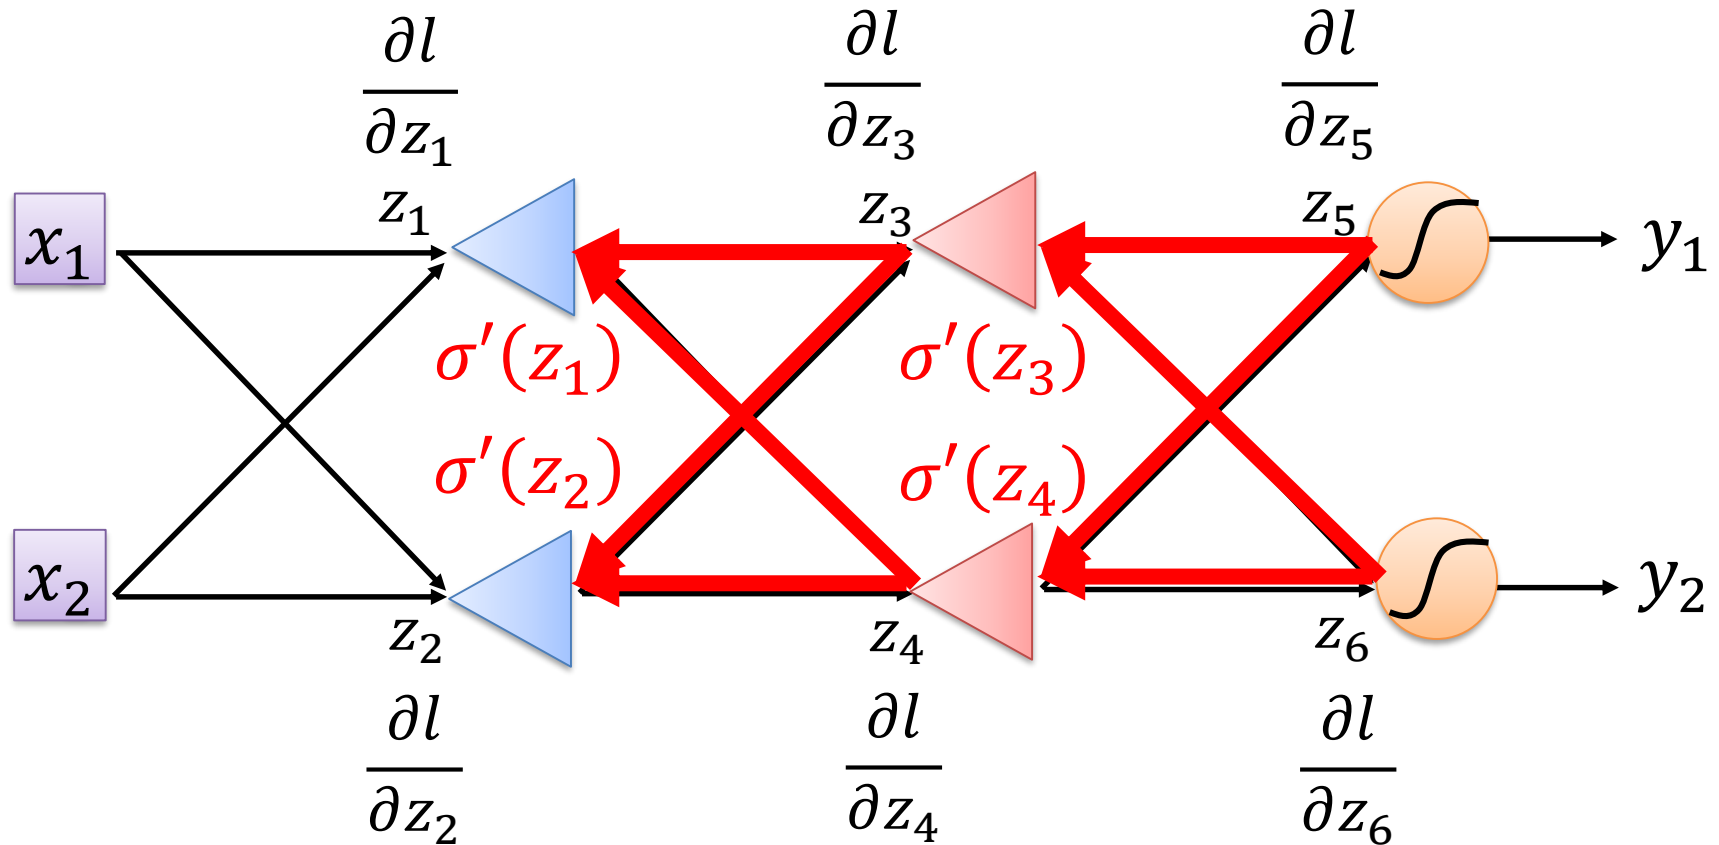 ∂l/∂z₁ ∂l/∂z₃ ∂l/∂z₅
x₁ z₁ z₃ z₅ y₁
σ′(z₁) σ′(z₃)
σ′(z₂) σ′(z₄)
x₂ z₂ z₄ z₆ y₂
∂l/∂z₂ ∂l/∂z₄ ∂l/∂z₆